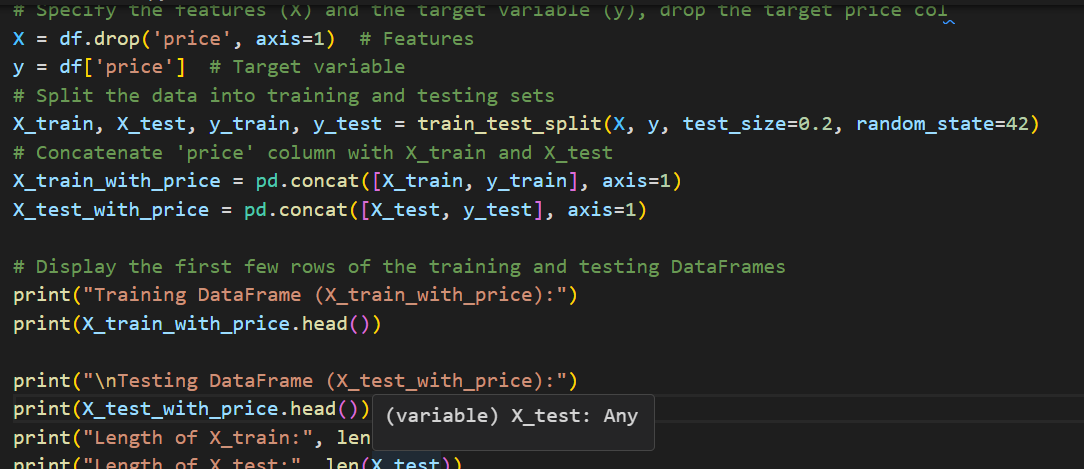 # Specify the features (X) and the target variable (y), drop the target price col
X = df.drop('price', axis=1)  # Features
y = df['price']  # Target variable
# Split the data into training and testing sets
X_train, X_test, y_train, y_test = train_test_split(X, y, test_size=0.2, random_state=42)
# Concatenate 'price' column with X_train and X_test
X_train_with_price = pd.concat([X_train, y_train], axis=1)
X_test_with_price = pd.concat([X_test, y_test], axis=1)
# Display the first few rows of the training and testing DataFrames
print("Training DataFrame (X_train_with_price):")
print(X_train_with_price.head())
print("\nTesting DataFrame (X_test_with_price):")
print(X_test_with_price.head())
(variable) X_test: Any
print("Length of X_train:", len
print("Length of X_test:", len(X_test))